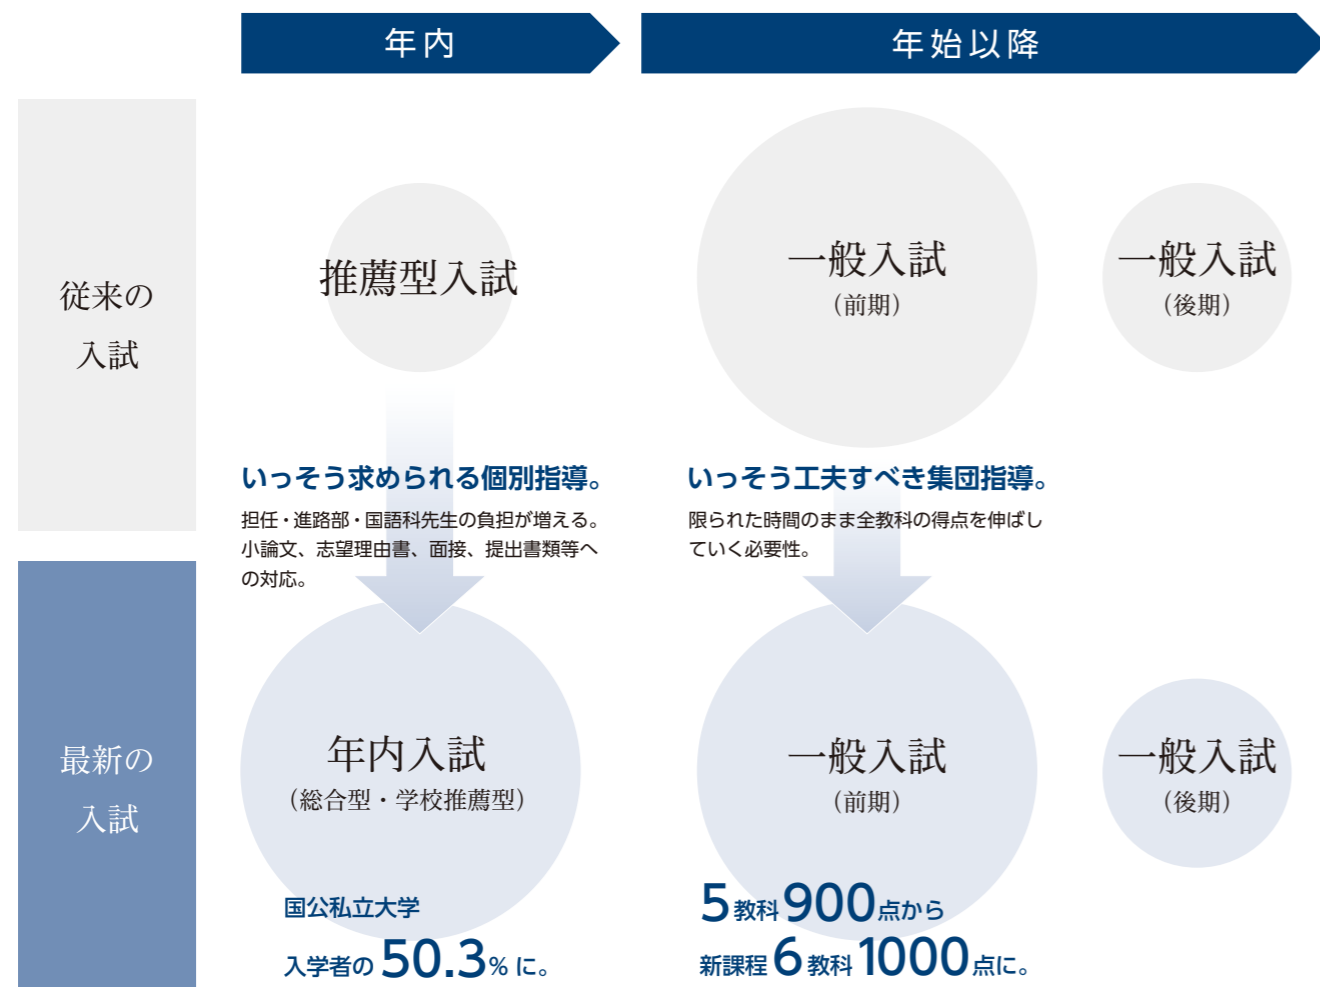 年内
年始以降
従来の
入試
推薦型入試
一般入試
（前期）
一般入試
（後期）
いっそう求められる個別指導。
担任・進路部・国語科先生の負担が増える。
小論文、志望理由書、面接、提出書類等へ
の対応。
いっそう工夫すべき集団指導。
限られた時間のまま全教科の得点を伸ばし
ていく必要性。
最新の
入試
年内入試
（総合型・学校推薦型）
国公私立大学
入学者の50.3%に。
一般入試
（前期）
5教科900点から
新課程6教科1000点に。
一般入試
（後期）